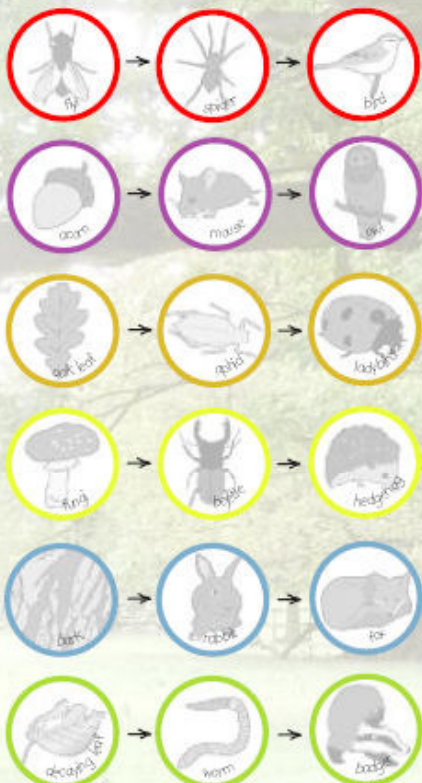 fly
spider
bird
acorn
mouse
owl
oak leaf
aphid
ladybird
fungi
beetle
hedgehog
bark
rabbit
fox
decaying leaf
worm
badger